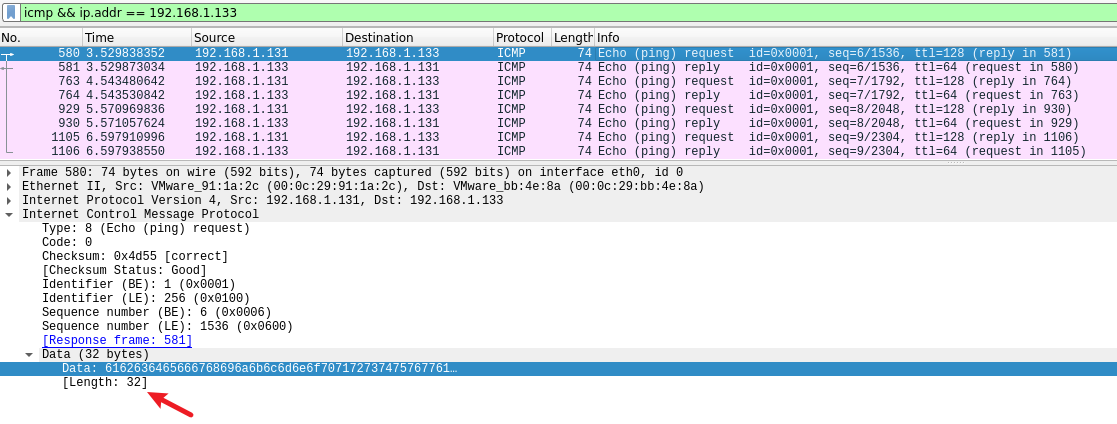 icmp && ip.addr == 192.168.1.133
No. Time Source Destination Protocol Length Info
580 3.529838352 192.168.1.131 192.168.1.133 ICMP 74 Echo (ping) request id=0x0001, seq=6/1536, ttl=128 (reply in 581)
581 3.529873034 192.168.1.133 192.168.1.131 ICMP 74 Echo (ping) reply id=0x0001, seq=6/1536, ttl=64 (request in 580)
763 4.543480642 192.168.1.131 192.168.1.133 ICMP 74 Echo (ping) request id=0x0001, seq=7/1792, ttl=128 (reply in 764)
764 4.543530842 192.168.1.133 192.168.1.131 ICMP 74 Echo (ping) reply id=0x0001, seq=7/1792, ttl=64 (request in 763)
929 5.570969836 192.168.1.131 192.168.1.133 ICMP 74 Echo (ping) request id=0x0001, seq=8/2048, ttl=128 (reply in 930)
930 5.571057624 192.168.1.133 192.168.1.131 ICMP 74 Echo (ping) reply id=0x0001, seq=8/2048, ttl=64 (request in 929)
1105 6.597910996 192.168.1.131 192.168.1.133 ICMP 74 Echo (ping) request id=0x0001, seq=9/2304, ttl=128 (reply in 1106)
1106 6.597938550 192.168.1.133 192.168.1.131 ICMP 74 Echo (ping) reply id=0x0001, seq=9/2304, ttl=64 (request in 1105)
Frame 580: 74 bytes on wire (592 bits), 74 bytes captured (592 bits) on interface eth0, id 0
Ethernet II, Src: VMware_91:1a:2c (00:0c:29:91:1a:2c), Dst: VMware_bb:4e:8a (00:0c:29:bb:4e:8a)
Internet Protocol Version 4, Src: 192.168.1.131, Dst: 192.168.1.133
Internet Control Message Protocol
Type: 8 (Echo (ping) request)
Code: 0
Checksum: 0x4d55 [correct]
[Checksum Status: Good]
Identifier (BE): 1 (0x0001)
Identifier (LE): 256 (0x0100)
Sequence number (BE): 6 (0x0006)
Sequence number (LE): 1536 (0x0600)
[Response frame: 581]
Data (32 bytes)
Data: 6162636465666768696a6b6c6d6e6f707172737475767761…
[Length: 32]